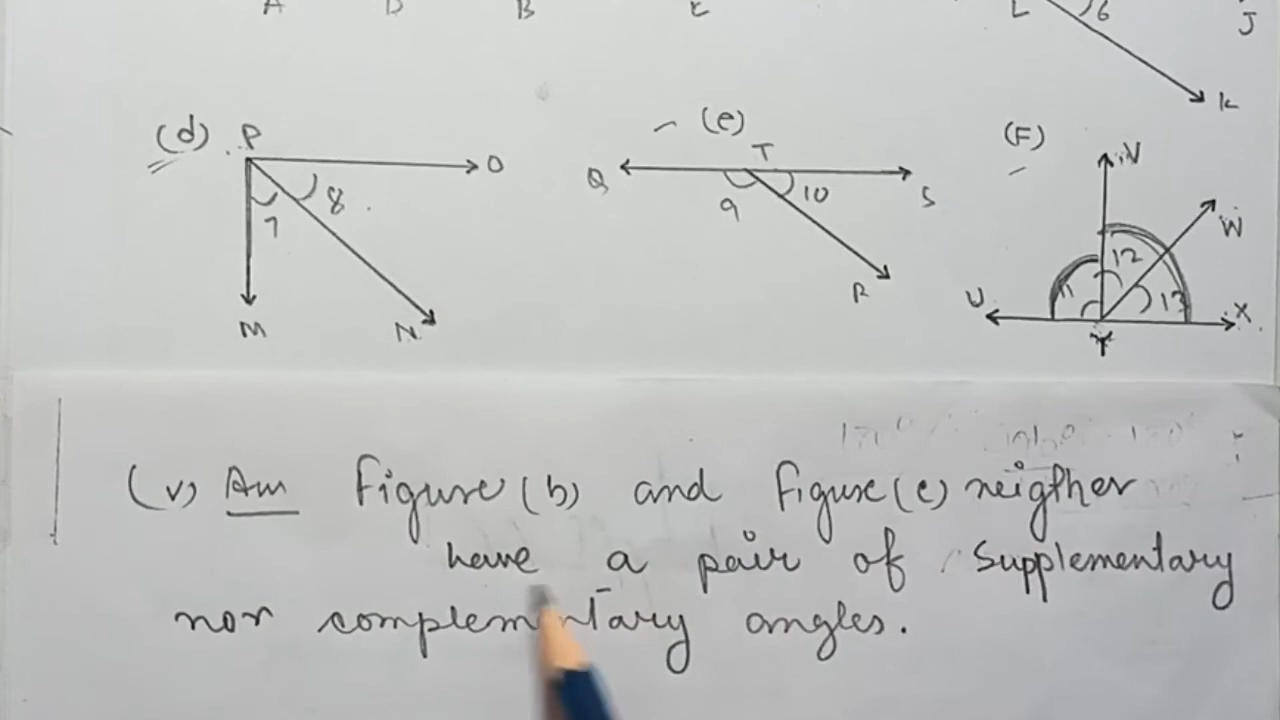 A D B E L 6 J
K
(d) P O 8 7 M N
(e) T Q S 9 10 R
(F) V W 11 12 13 U X Y
(v) Ans Figure (b) and figure (c) neigther
have a pair of supplementary
nor complementary angles.